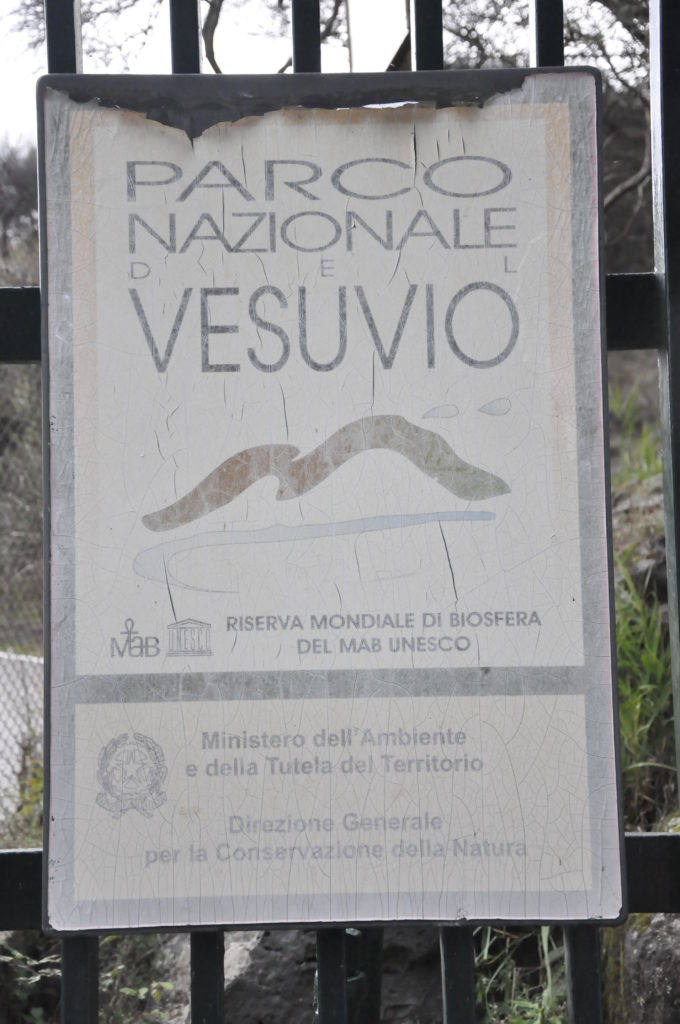 PARCO
NAZIONALE
DEL
VESUVIO
MAB
UNESCO
RISERVA MONDIALE DI BIOSFERA
DEL MAB UNESCO
Ministero dell'Ambiente
e della Tutela del Territorio
Direzione Generale
per la Conservazione della Natura